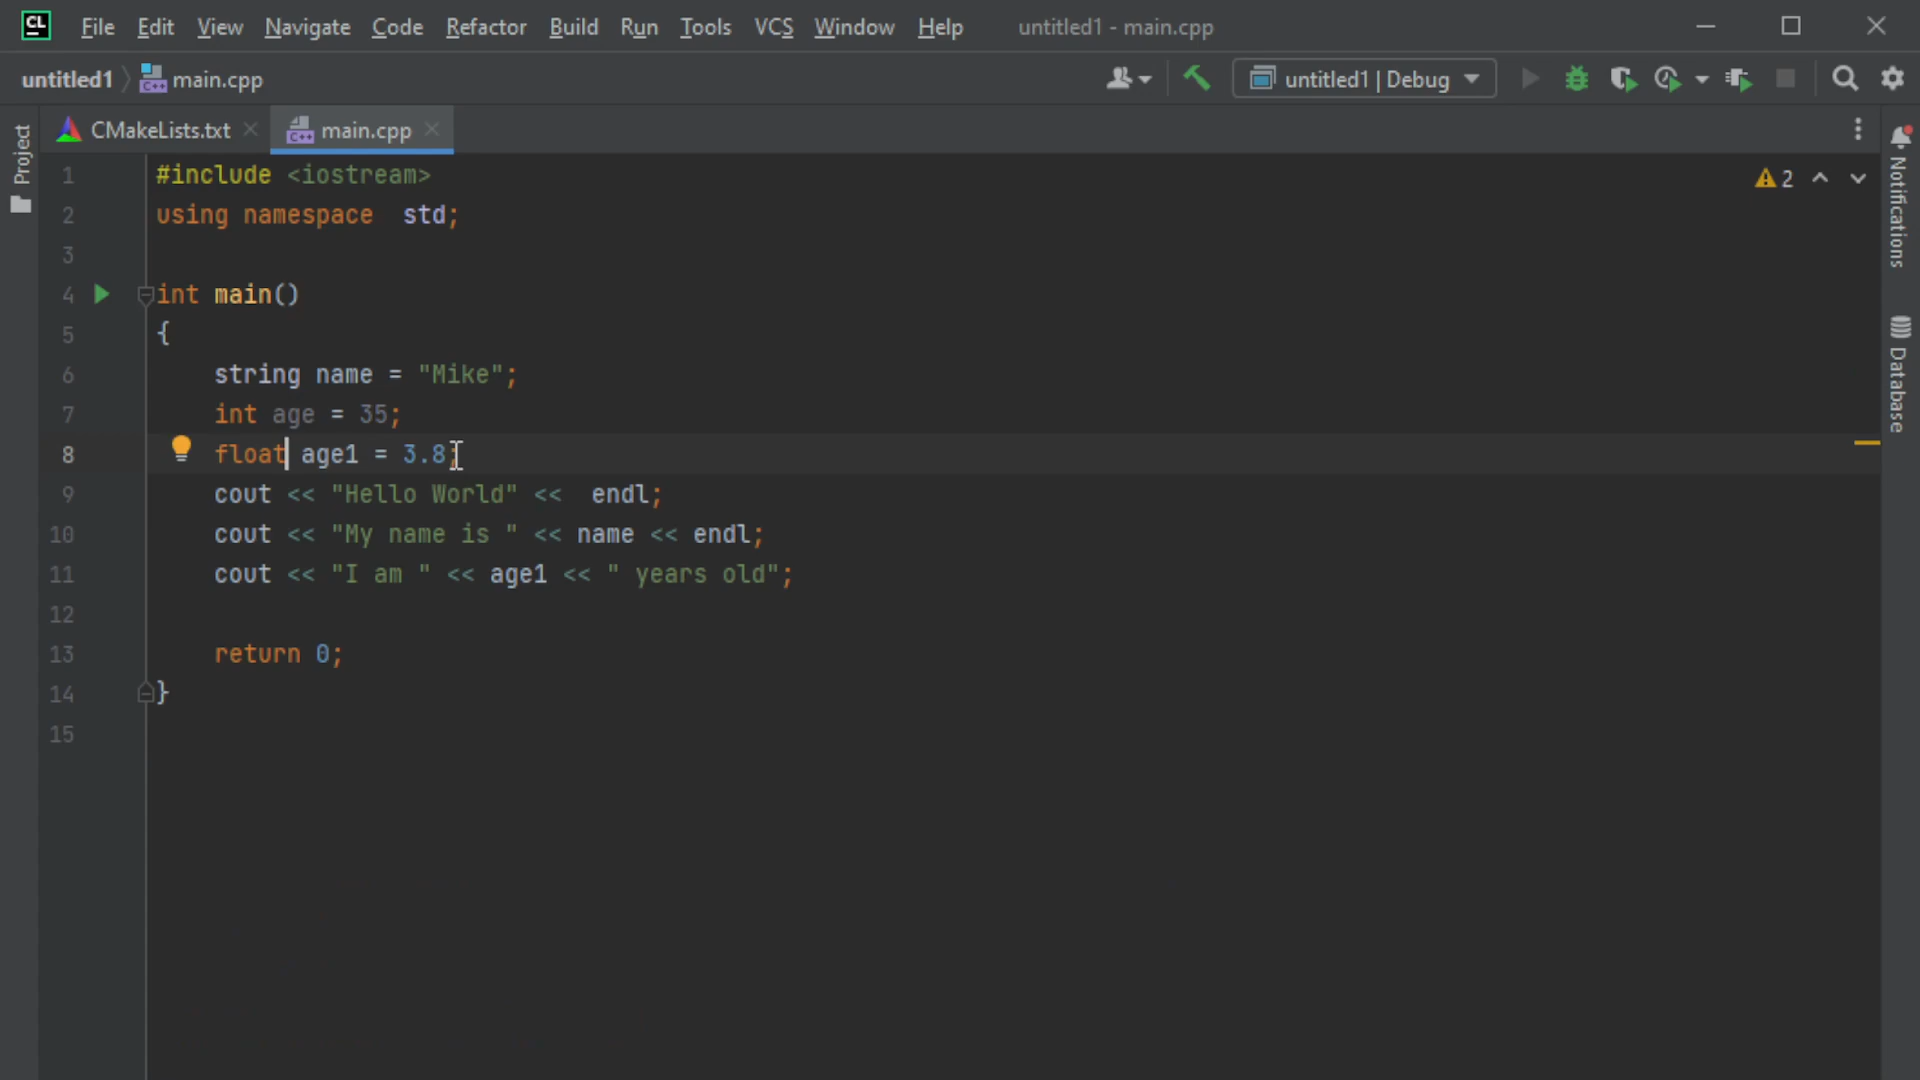 CL File Edit View Navigate Code Refactor Build Run Tools VCS Window Help untitled1 - main.cpp
untitled1 main.cpp untitled1 | Debug
CMakeLists.txt main.cpp
Project
Notifications
Database
2
1 #include <iostream>
2 using namespace  std;
3
4 int main()
5 {
6     string name = "Mike";
7     int age = 35;
8     float age1 = 3.8;
9     cout << "Hello World" <<  endl;
10     cout << "My name is " << name << endl;
11     cout << "I am " << age1 << " years old";
12
13     return 0;
14 }
15